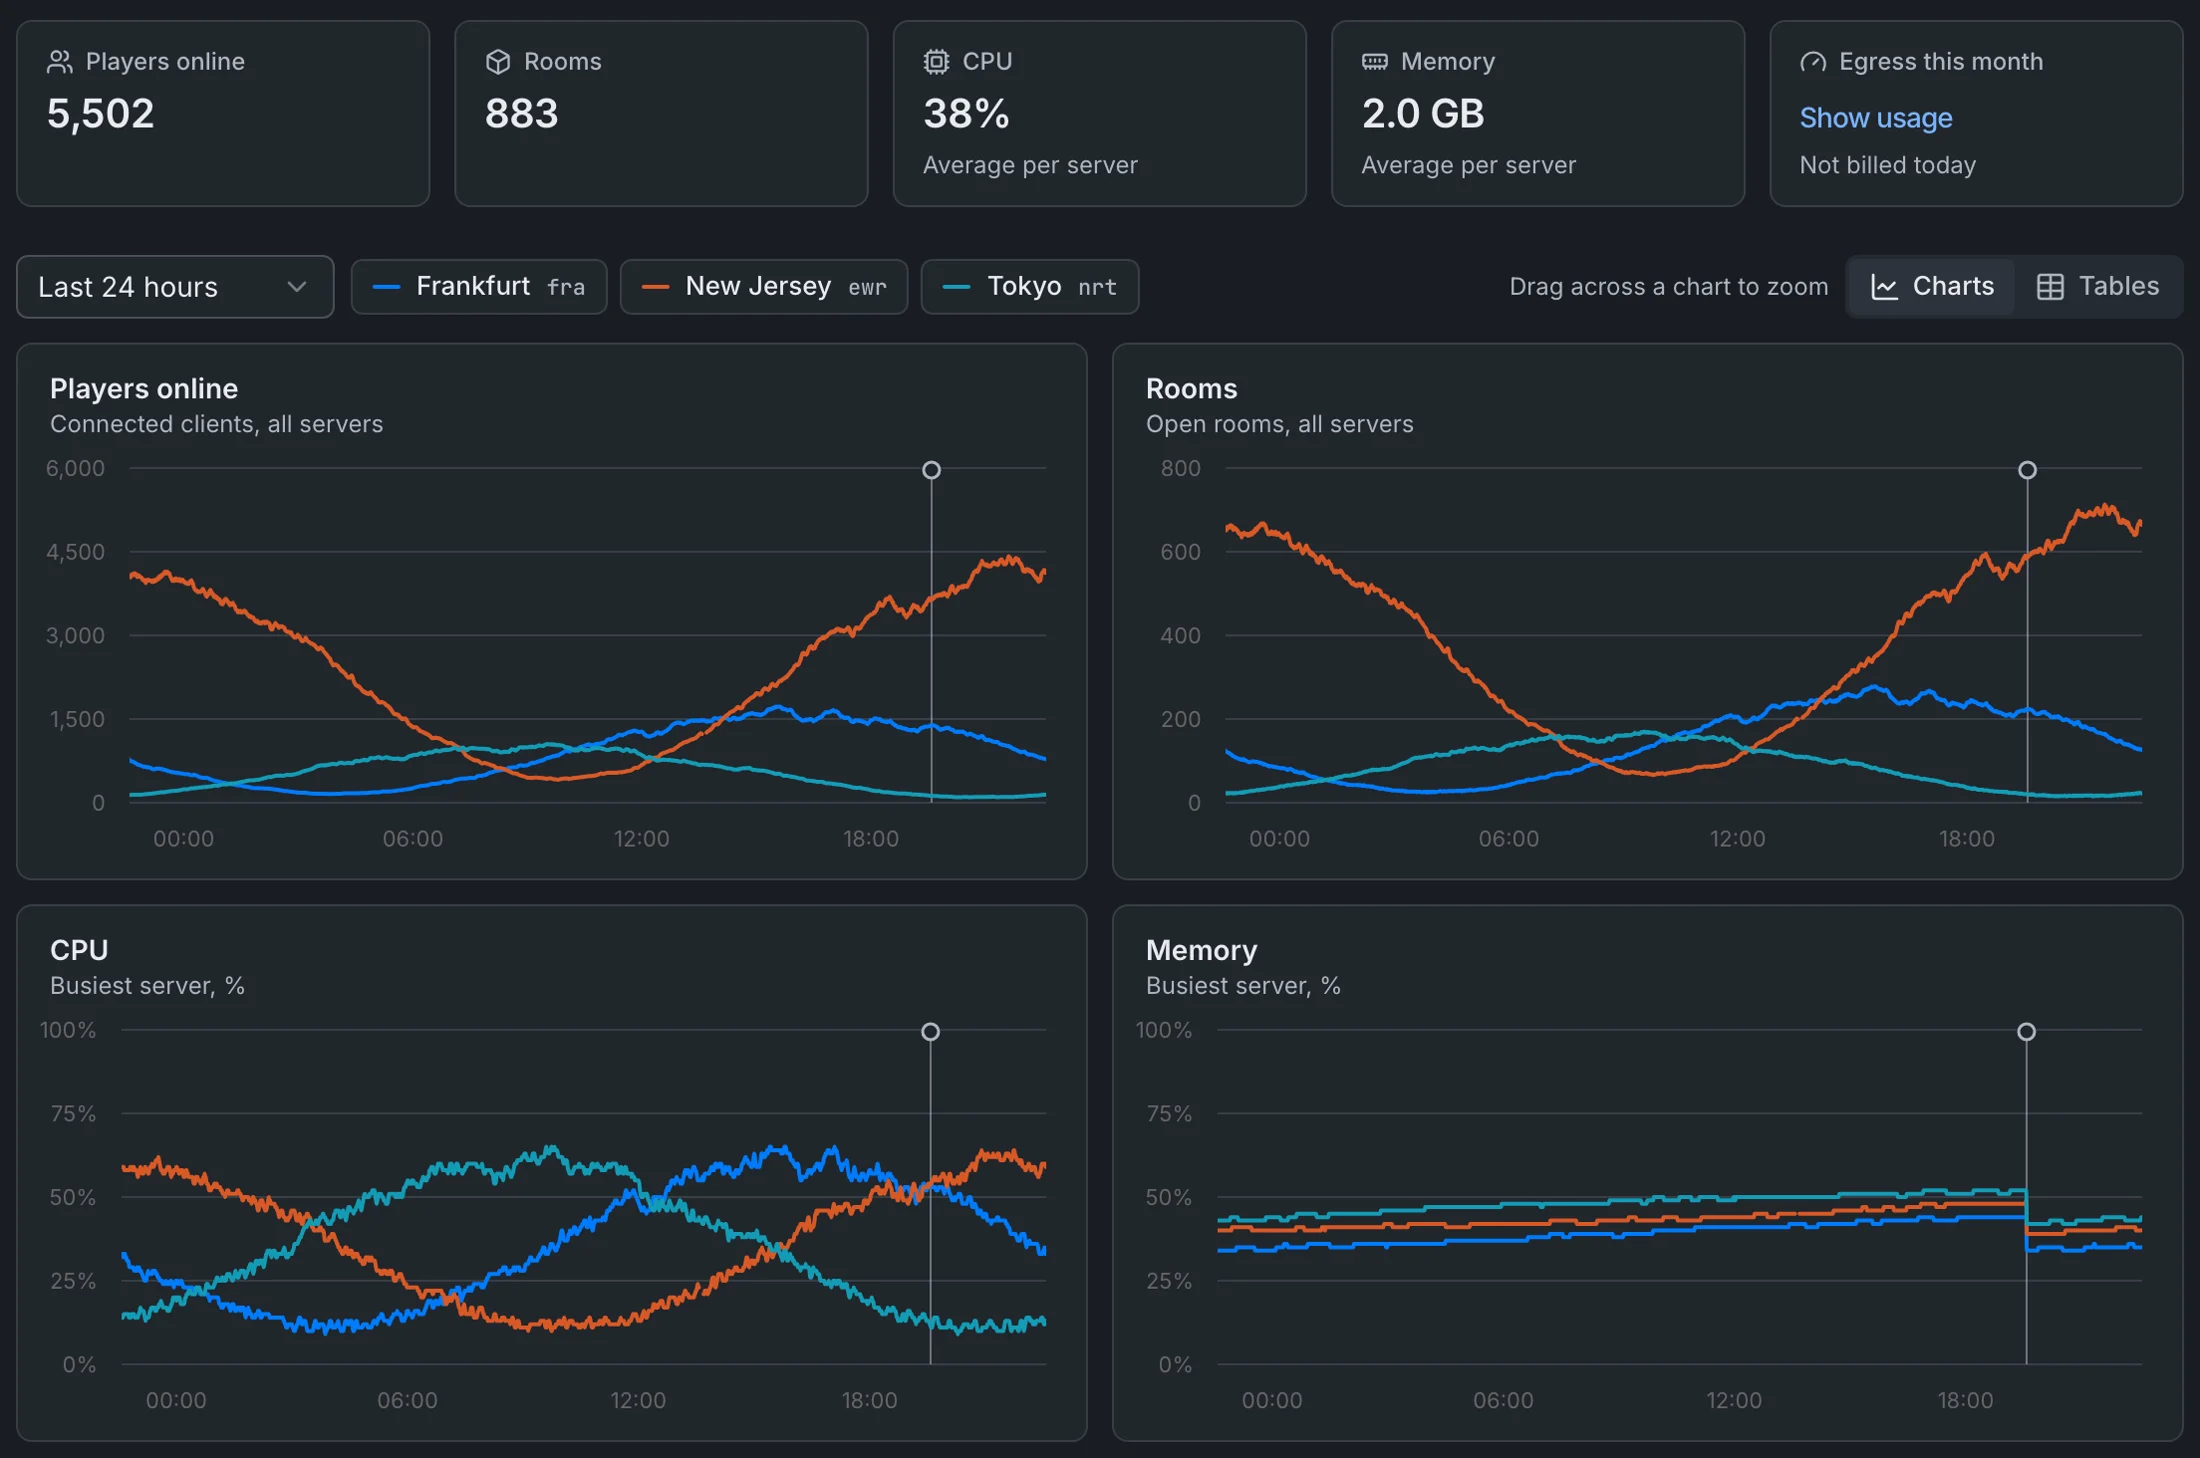 Players online
5,502
Rooms
883
CPU
38%
Average per server
Memory
2.0 GB
Average per server
Egress this month
Show usage
Not billed today
Last 24 hours
Frankfurt fra
New Jersey ewr
Tokyo nrt
Drag across a chart to zoom
Charts
Tables
Players online
Connected clients, all servers
6,000
4,500
3,000
1,500
0
00:00 06:00 12:00 18:00
Rooms
Open rooms, all servers
800
600
400
200
0
00:00 06:00 12:00 18:00
CPU
Busiest server, %
100%
75%
50%
25%
0%
00:00 06:00 12:00 18:00
Memory
Busiest server, %
100%
75%
50%
25%
0%
00:00 06:00 12:00 18:00